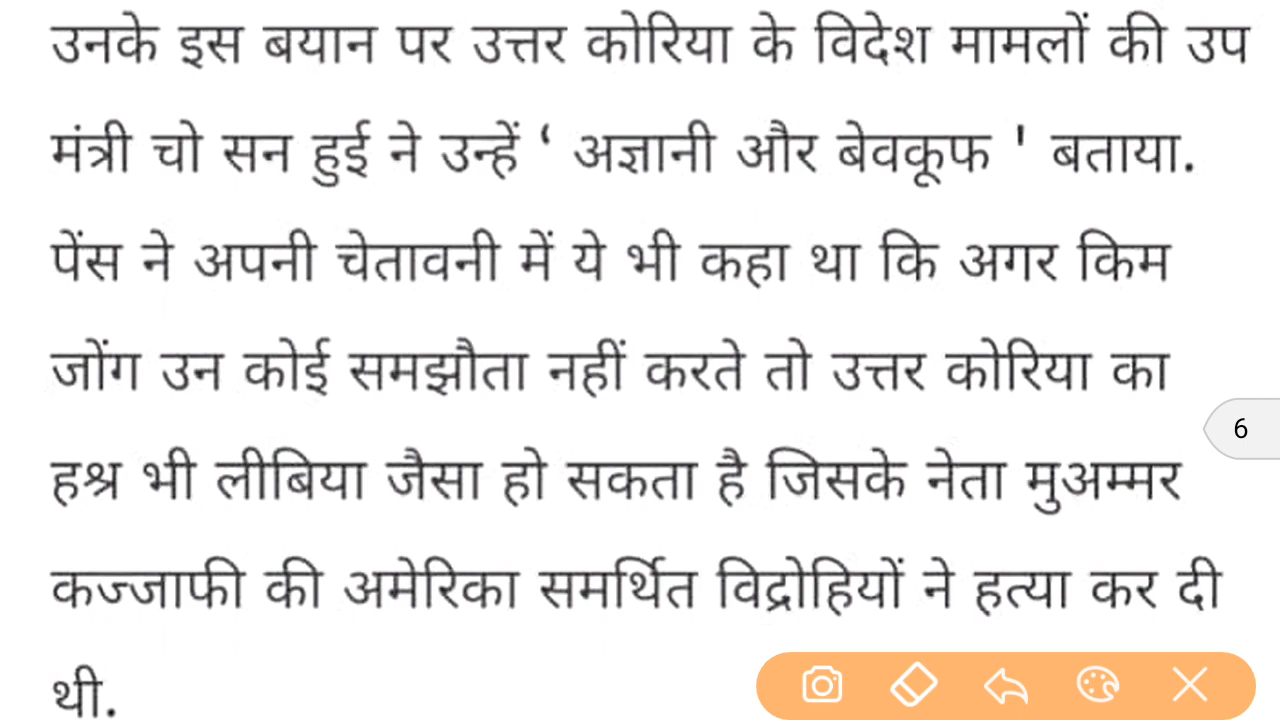 उनके इस बयान पर उत्तर कोरिया के विदेश मामलों की उप
मंत्री चो सन हुई ने उन्हें ‘ अज्ञानी और बेवकूफ ' बताया.
पेंस ने अपनी चेतावनी में ये भी कहा था कि अगर किम
जोंग उन कोई समझौता नहीं करते तो उत्तर कोरिया का
6
हश्र भी लीबिया जैसा हो सकता है जिसके नेता मुअम्मर
कज्जाफी की अमेरिका समर्थित विद्रोहियों ने हत्या कर दी
थी.